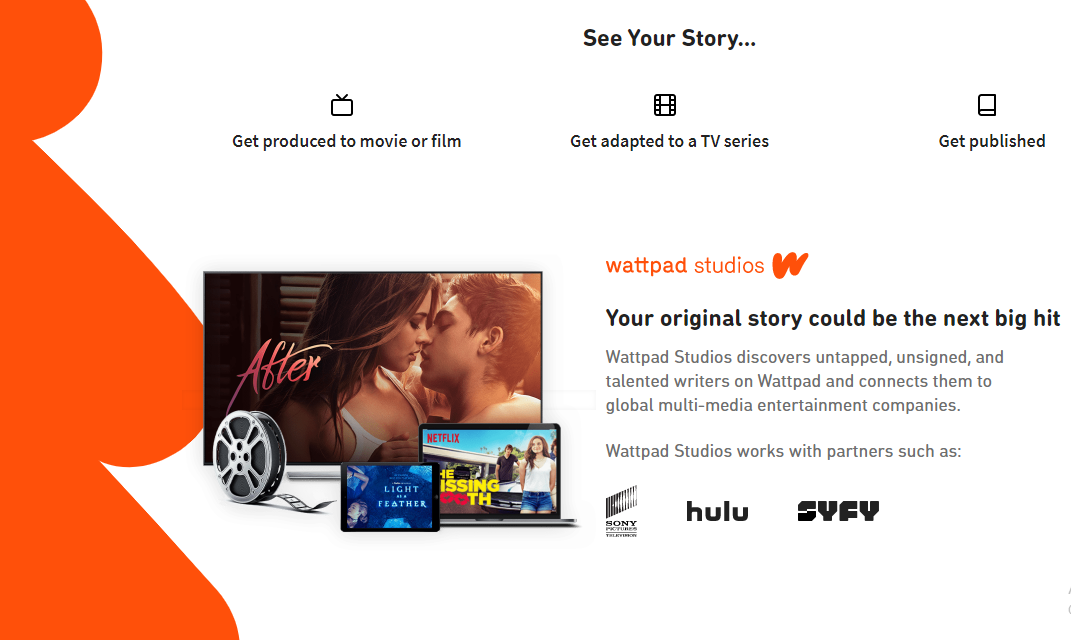 See Your Story...
Get produced to movie or film
Get adapted to a TV series
Get published
wattpad studios
Your original story could be the next big hit
Wattpad Studios discovers untapped, unsigned, and
talented writers on Wattpad and connects them to
global multi-media entertainment companies.
Wattpad Studios works with partners such as:
After
NETFLIX
LIGHT
as a
FEATHER
SONY
PICTURES
TELEVISION
hulu
SYFY